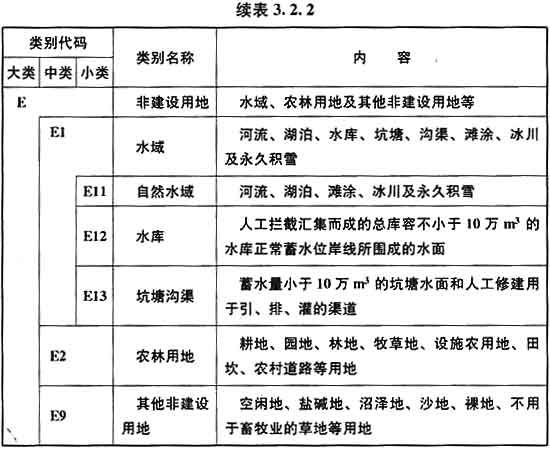 续表 3.2.2
类别代码
类别名称
内 容
大类 中类 小类
E 非建设用地 水域、农林用地及其他非建设用地等
E1 水域 河流、湖泊、水库、坑塘、沟渠、滩涂、冰川
及永久积雪
E11 自然水域 河流、湖泊、滩涂、冰川及永久积雪
E12 水库 人工拦截汇集而成的总库容不小于 10 万 m³ 的
水库正常蓄水位岸线所围成的水面
E13 坑塘沟渠 蓄水量小于 10 万 m³ 的坑塘水面和人工修建用
于引、排、灌的渠道
E2 农林用地 耕地、园地、林地、牧草地、设施农用地、田
坎、农村道路等用地
E9 其他非建设
用地
空闲地、盐碱地、沼泽地、沙地、裸地、不用
于畜牧业的草地等用地